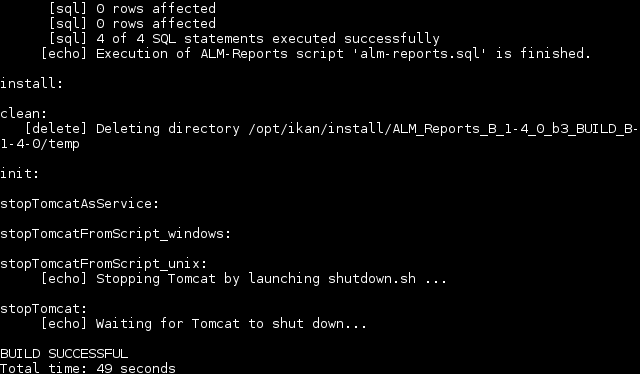 [sql] 0 rows affected
[sql] 0 rows affected
[sql] 4 of 4 SQL statements executed successfully
[echo] Execution of ALM-Reports script 'alm-reports.sql' is finished.
install:
clean:
[delete] Deleting directory /opt/ikan/install/ALM_Reports_B_1-4_0_b3_BUILD_B-
1-4-0/temp
init:
stopTomcatAsService:
stopTomcatFromScript_windows:
stopTomcatFromScript_unix:
[echo] Stopping Tomcat by launching shutdown.sh ...
stopTomcat:
[echo] Waiting for Tomcat to shut down...
BUILD SUCCESSFUL
Total time: 49 seconds